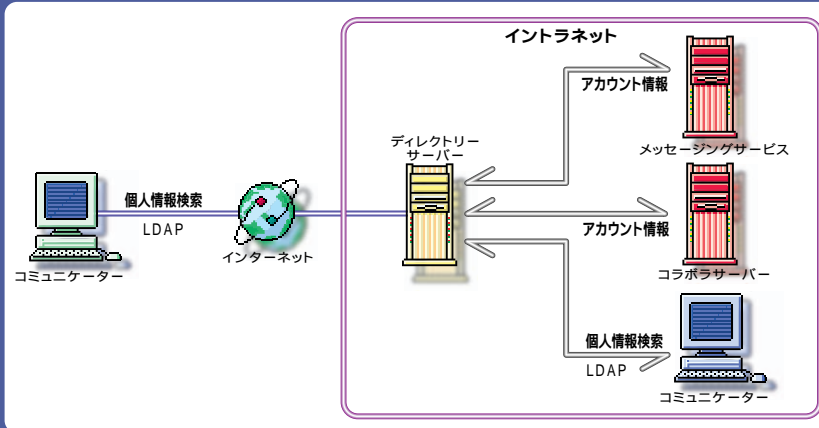 イントラネット
アカウント情報
メッセージングサービス
ディレクトリー
サーバー
個人情報検索
LDAP
コミュニケーター
インターネット
アカウント情報
コラボラサーバー
個人情報検索
LDAP
コミュニケーター